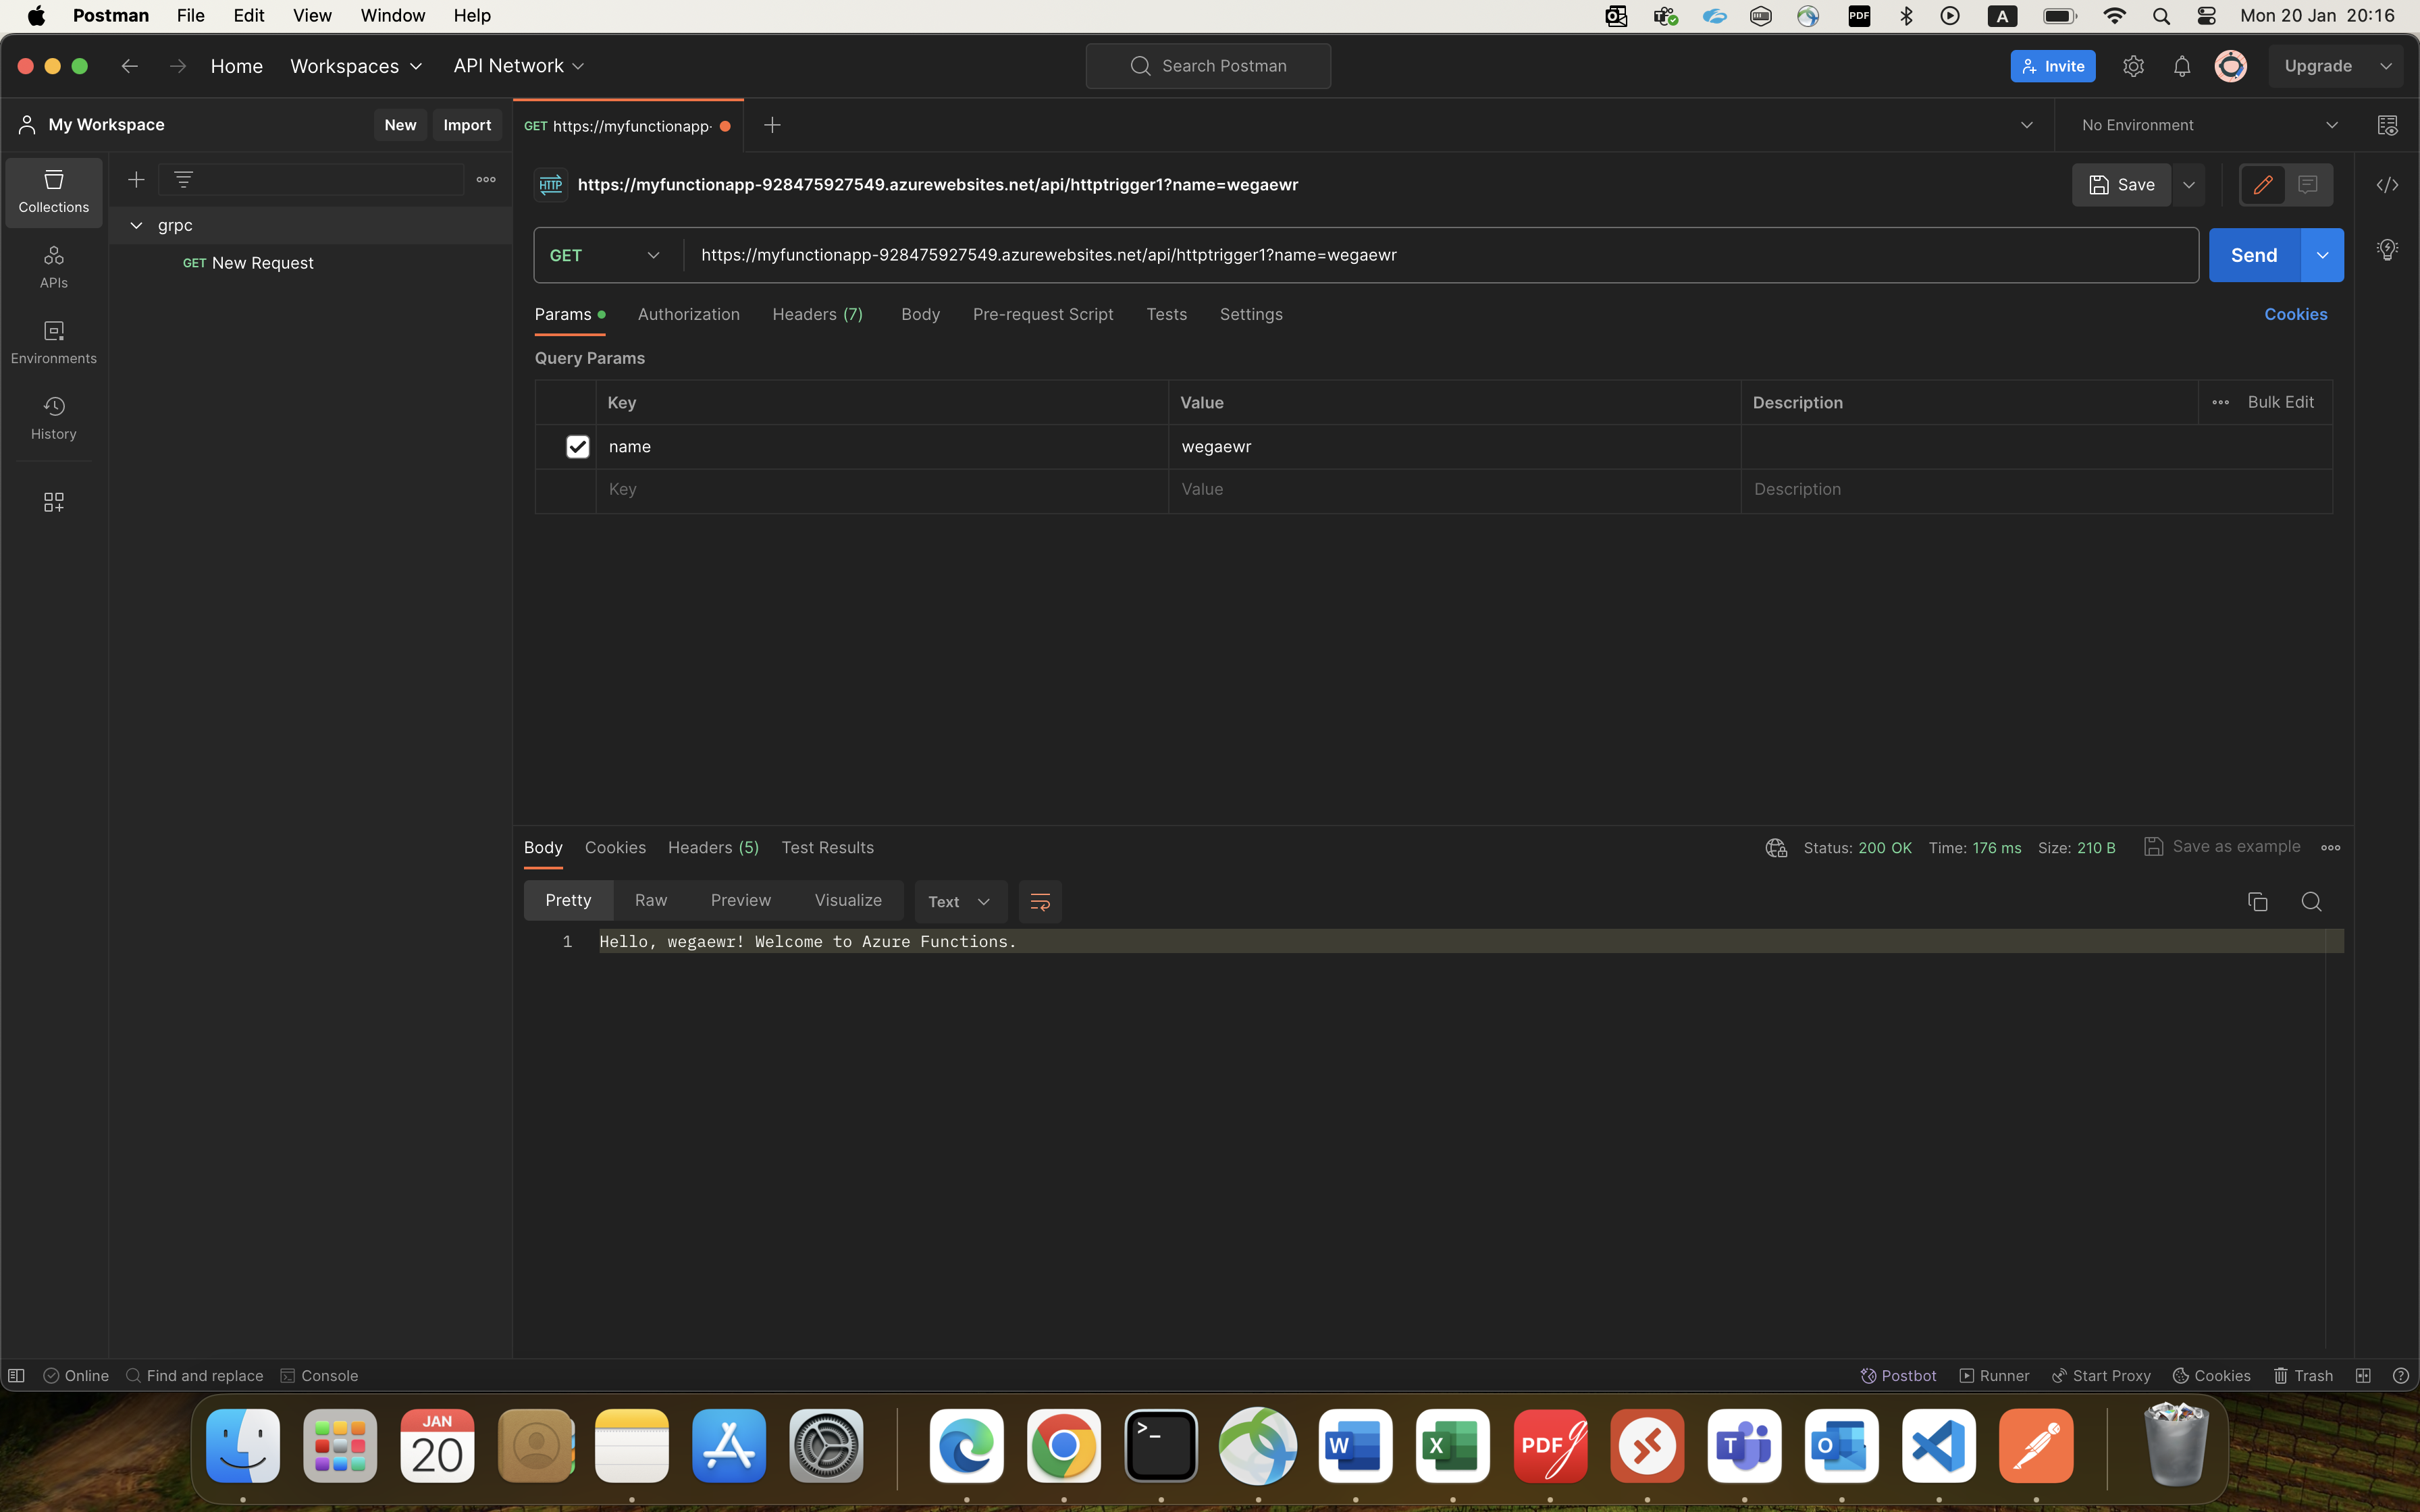 Postman File Edit View Window Help
PDF A Mon 20 Jan 20:16
Home Workspaces API Network Search Postman Invite Upgrade
My Workspace New Import
GET https://myfunctionapp- No Environment
Collections
APIs
Environments
History
grpc
GET New Request
HTTP https://myfunctionapp-928475927549.azurewebsites.net/api/httptrigger1?name=wegaewr Save
GET https://myfunctionapp-928475927549.azurewebsites.net/api/httptrigger1?name=wegaewr Send
Params Authorization Headers (7) Body Pre-request Script Tests Settings Cookies
Query Params
Key Value Description Bulk Edit
name wegaewr
Key Value Description
Body Cookies Headers (5) Test Results Status: 200 OK Time: 176 ms Size: 210 B Save as example
Pretty Raw Preview Visualize Text
1 Hello, wegaewr! Welcome to Azure Functions.
Online Find and replace Console Postbot Runner Start Proxy Cookies Trash
JAN
20
>_ W X PDF T O